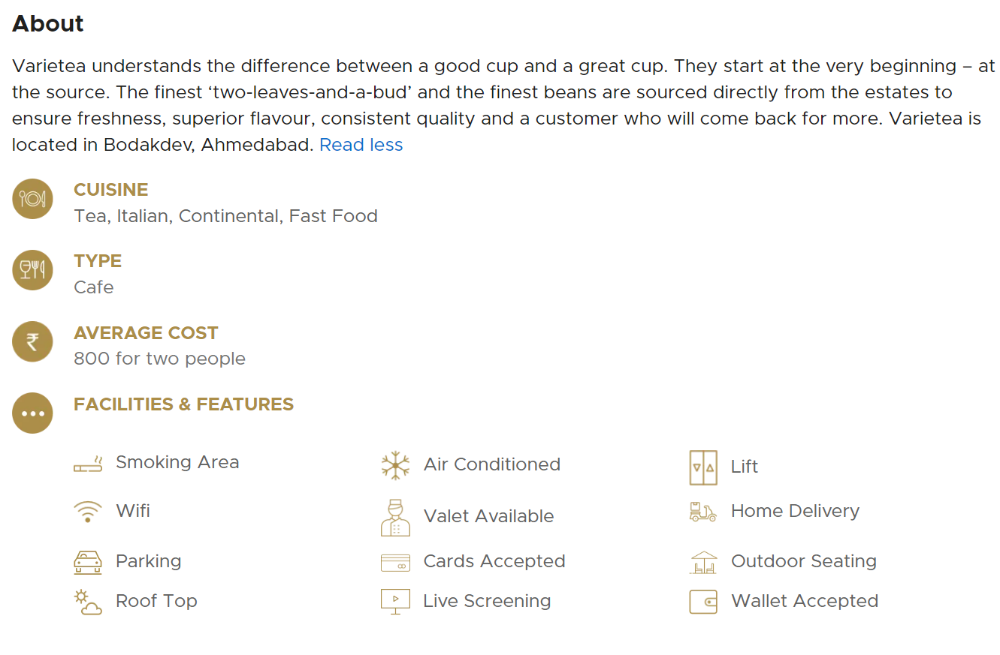 About
Varietea understands the difference between a good cup and a great cup. They start at the very beginning – at
the source. The finest ‘two-leaves-and-a-bud’ and the finest beans are sourced directly from the estates to
ensure freshness, superior flavour, consistent quality and a customer who will come back for more. Varietea is
located in Bodakdev, Ahmedabad. Read less
CUISINE
Tea, Italian, Continental, Fast Food
TYPE
Cafe
₹
AVERAGE COST
800 for two people
FACILITIES & FEATURES
Smoking Area
Air Conditioned
Lift
Wifi
Valet Available
Home Delivery
Parking
Cards Accepted
Outdoor Seating
Roof Top
Live Screening
Wallet Accepted